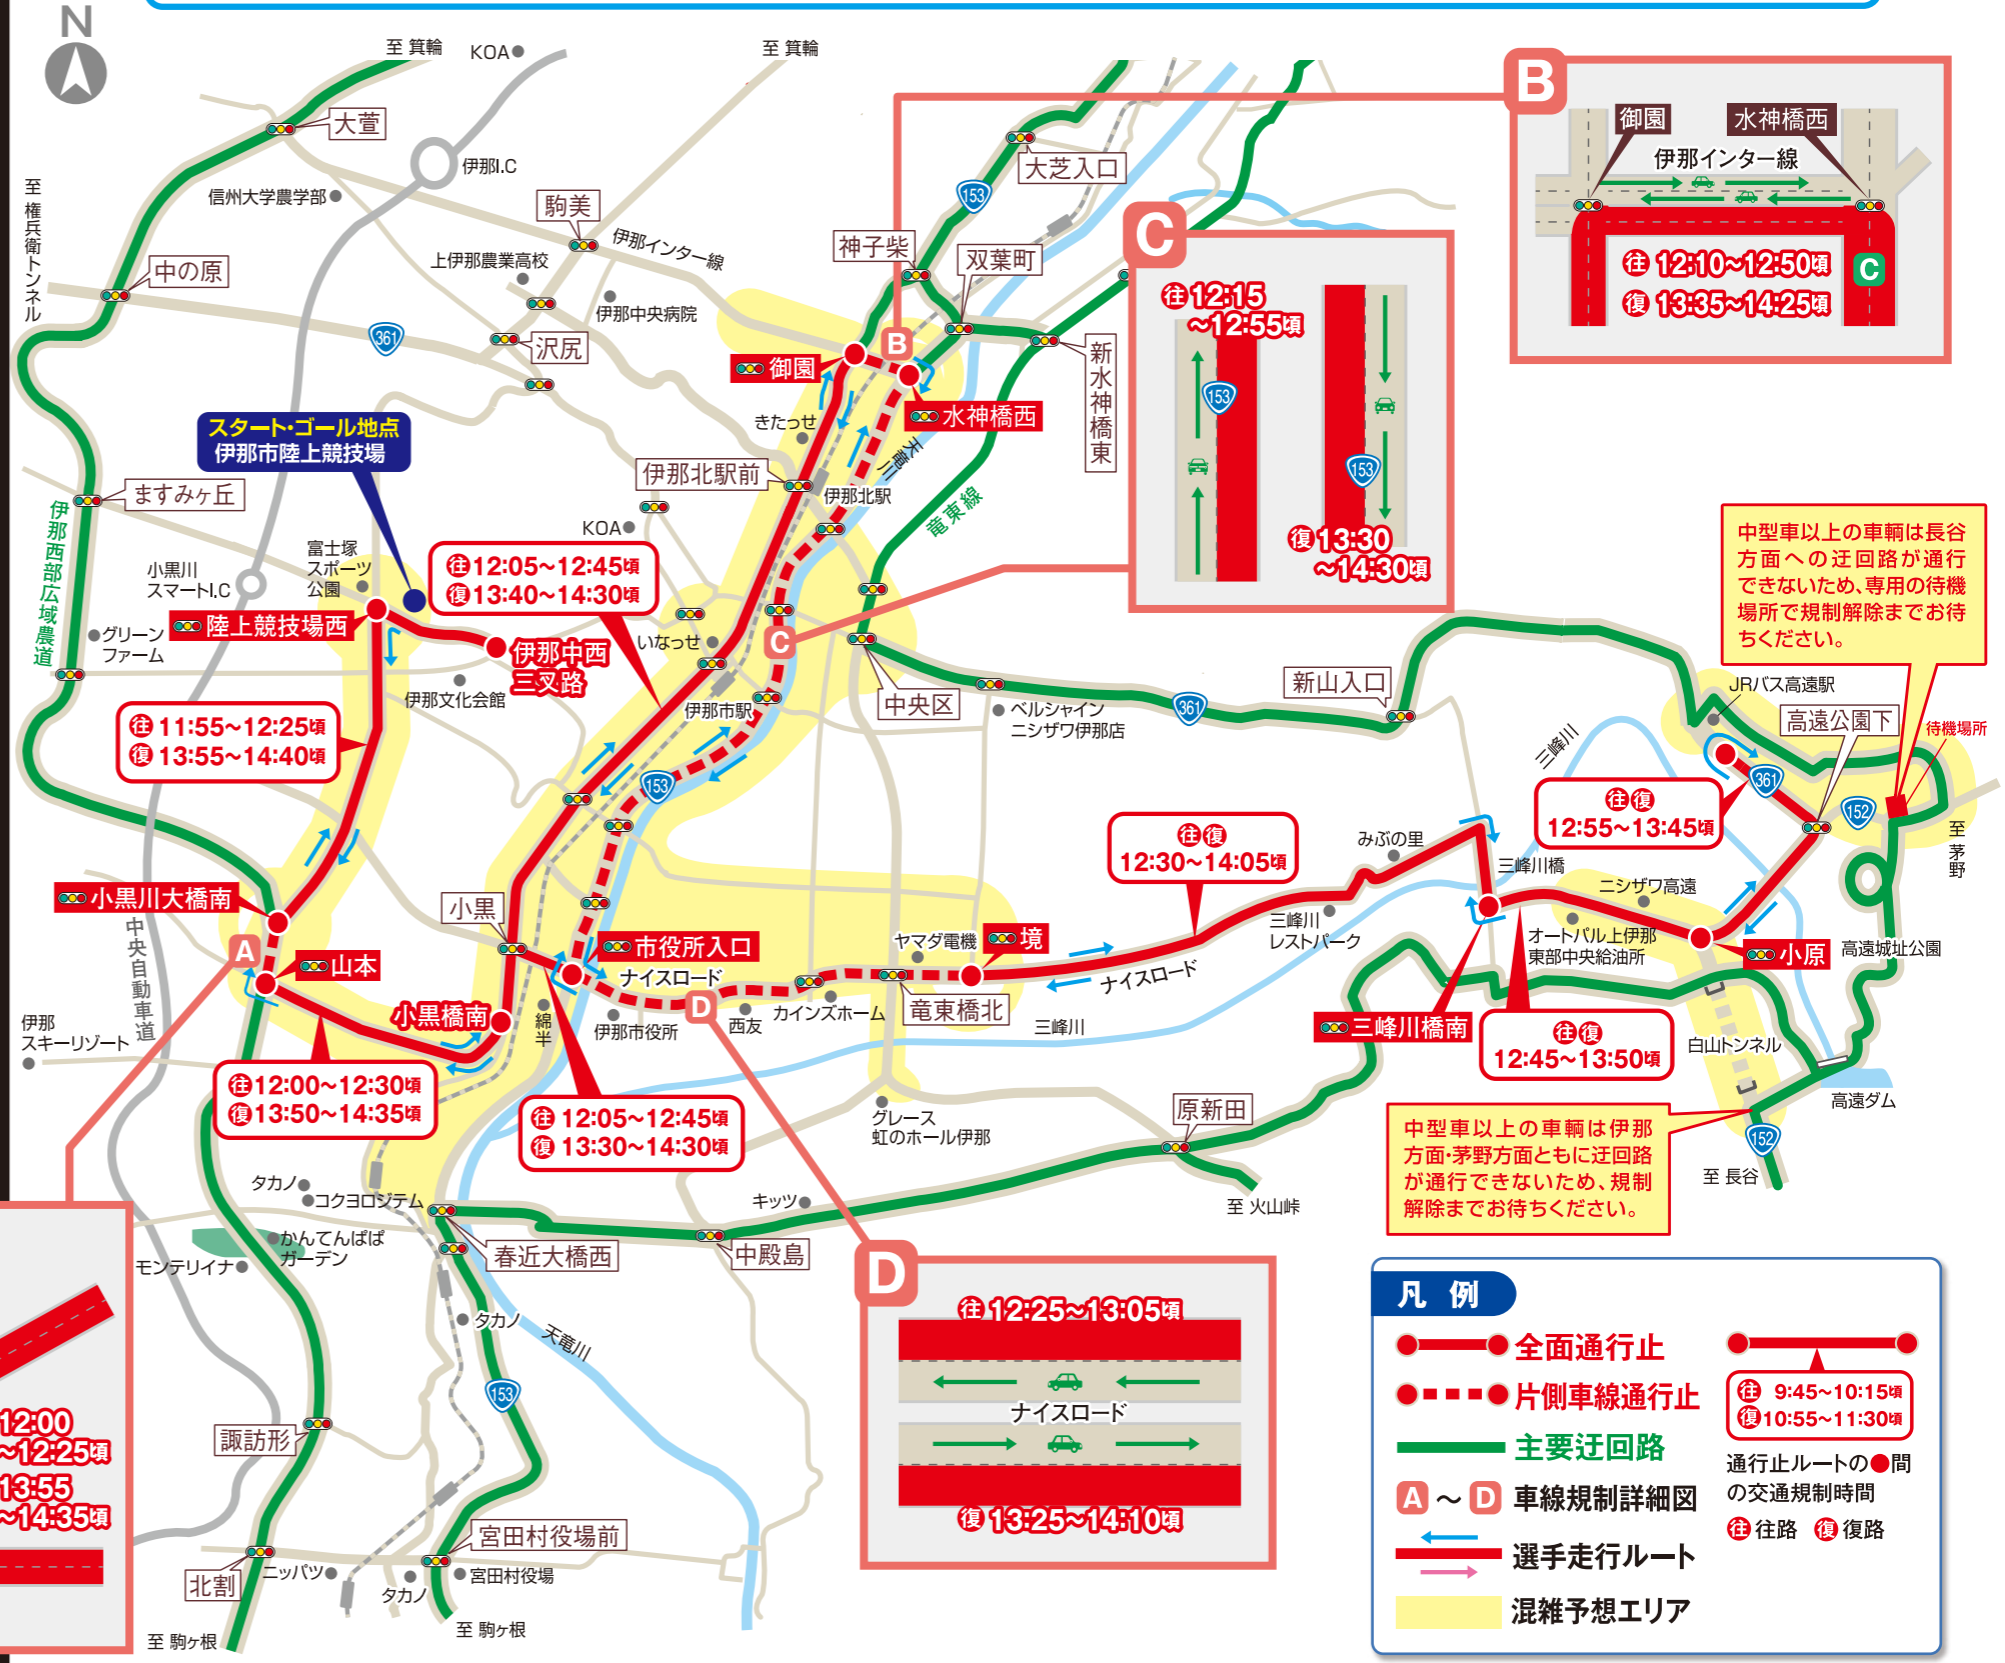 N
至 箕輪
KOA
至 箕輪
大萱
伊那I.C
信州大学農学部
至 権兵衛トンネル
駒美
伊那インター線
上伊那農業高校
伊那中央病院
中の原
361
沢尻
大芝入口
153
神子柴
双葉町
新水神橋東
B
御園
水神橋西
きたっせ
天竜川
伊那北駅前
伊那北駅
KOA
竜東線
スタート・ゴール地点
伊那市陸上競技場
ますみヶ丘
伊那西部広域農道
小黒川
スマートI.C
富士塚
スポーツ
公園
陸上競技場西
グリーン
ファーム
伊那中西
三叉路
伊那文化会館
往12:05~12:45頃
復13:40~14:30頃
いなっせ
C
伊那市駅
中央区
ベルシャイン
ニシザワ伊那店
361
新山入口
往 11:55~12:25頃
復 13:55~14:40頃
153
小黒川大橋南
A
山本
中央自動車道
小黒
市役所入口
ナイスロード
小黒橋南
綿半
伊那市役所
D
西友
カインズホーム
ヤマダ電機
境
竜東橋北
三峰川
ナイスロード
往復
12:30~14:05頃
三峰川
レストパーク
みぶの里
三峰川橋
三峰川
往復
12:55~13:45頃
361
152
JRバス高遠駅
高遠公園下
待機場所
至 茅野
中型車以上の車輌は長谷
方面への迂回路が通行
できないため、専用の待機
場所で規制解除までお待
ちください。
ニシザワ高遠
オートパル上伊那
東部中央給油所
小原
高遠城址公園
三峰川橋南
往復
12:45~13:50頃
白山トンネル
高遠ダム
152
至 長谷
中型車以上の車輌は伊那
方面・茅野方面ともに迂回路
が通行できないため、規制
解除までお待ちください。
伊那
スキーリゾート
往12:00~12:30頃
復13:50~14:35頃
往 12:05~12:45頃
復 13:30~14:30頃
グレース
虹のホール伊那
原新田
至 火山峠
タカノ
コクヨロジテム
キッツ
かんてんぱぱ
ガーデン
モンテリイナ
春近大橋西
中殿島
タカノ
天竜川
153
諏訪形
北割
ニッパツ
タカノ
宮田村役場前
宮田村役場
至 駒ヶ根
至 駒ヶ根
12:00
~12:25頃
13:55
~14:35頃
B
御園
水神橋西
伊那インター線
往 12:10~12:50頃
復 13:35~14:25頃
C
C
往12:15
~12:55頃
153
153
復13:30
~14:30頃
D
往12:25~13:05頃
ナイスロード
復13:25~14:10頃
凡 例
全面通行止
片側車線通行止
主要迂回路
A ~ D 車線規制詳細図
選手走行ルート
混雑予想エリア
往 9:45~10:15頃
復10:55~11:30頃
通行止ルートの●間
の交通規制時間
往 往路 復 復路